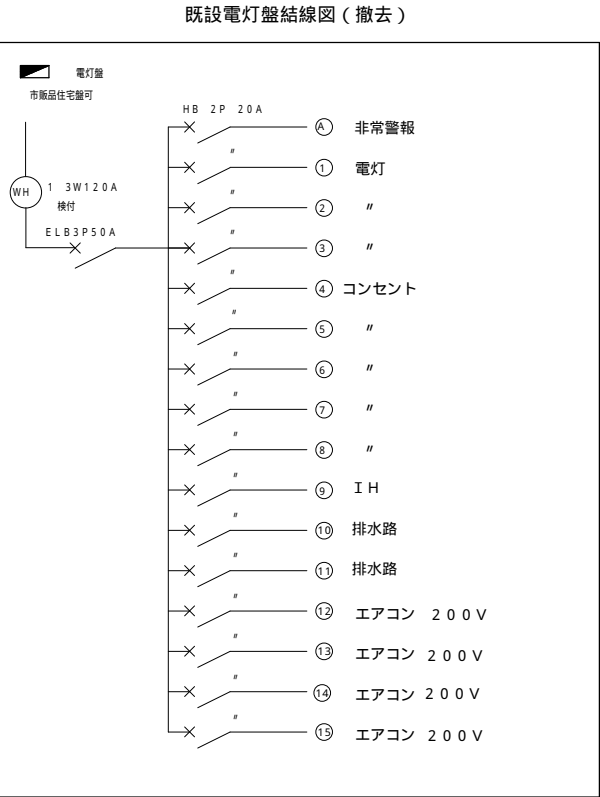 既設電灯盤結線図(撤去)
電灯盤
市販品住宅盤可
HB 2P 20A
WH
1 3W120A
検付
ELB3P50A
A 非常警報
〃
1 電灯
〃
2 〃
〃
3 〃
〃
4 コンセント
〃
5 〃
〃
6 〃
〃
7 〃
〃
8 〃
〃
9 IH
〃
10 排水路
〃
11 排水路
〃
12 エアコン 200V
〃
13 エアコン 200V
〃
14 エアコン 200V
〃
15 エアコン 200V